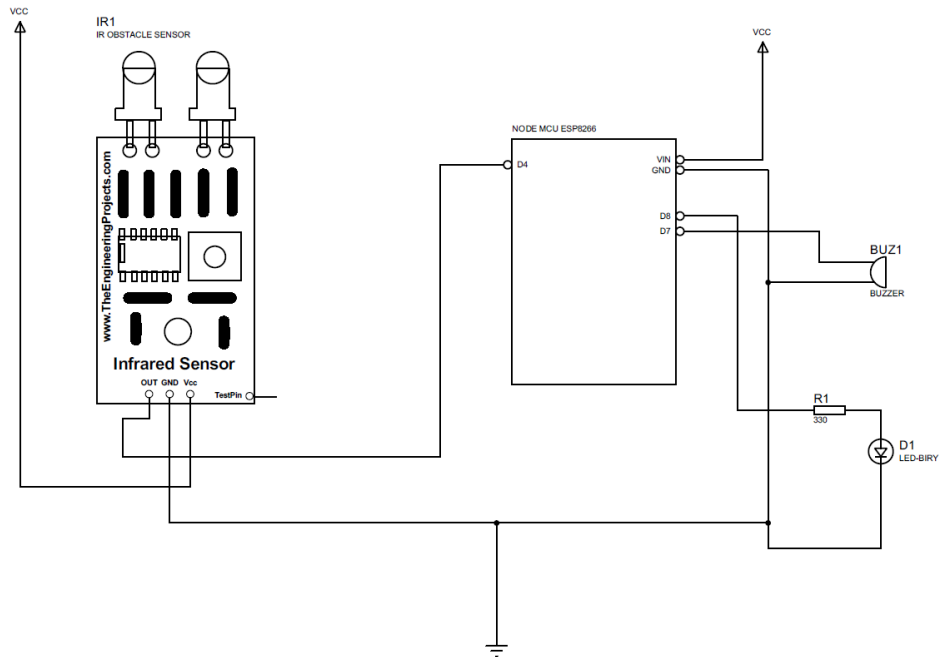 VCC
IR1
IR OBSTACLE SENSOR
www.TheEngineeringProjects.com
Infrared Sensor
OUT GND Vcc
TestPin
NODE MCU ESP8266
D4
VCC
VIN
GND
D8
D7
BUZ1
BUZZER
R1
330
D1
LED-BIRY